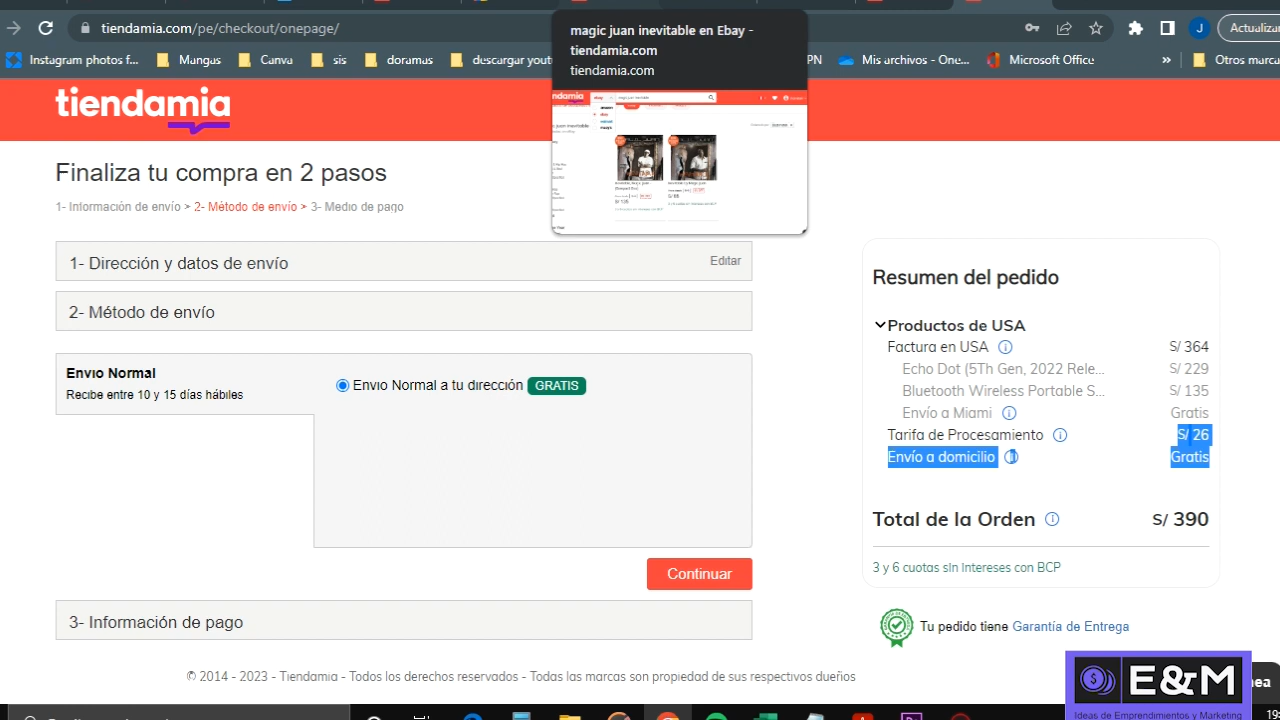 tiendamia.com/pe/checkout/onepage/
Actualizar
Instagram photos f...
Mangas
Canva
sis
doramas
descargar yout
PN
Mis archivos - One...
Microsoft Office
»
Otros marca
magic juan inevitable en Ebay -
tiendamia.com
tiendamia.com
tiendamia
Finaliza tu compra en 2 pasos
1- Información de envío > 2- Método de envío > 3- Medio de pago
1- Dirección y datos de envío
Editar
2- Método de envío
Envio Normal
Recibe entre 10 y 15 días hábiles
Envio Normal a tu dirección GRATIS
Continuar
3- Información de pago
Resumen del pedido
Productos de USA
Factura en USA S/ 364
Echo Dot (5Th Gen, 2022 Rele... S/ 229
Bluetooth Wireless Portable S... S/ 135
Envío a Miami Gratis
Tarifa de Procesamiento S/ 26
Envío a domicilio Gratis
Total de la Orden S/ 390
3 y 6 cuotas sin Intereses con BCP
Tu pedido tiene Garantía de Entrega
© 2014 - 2023 - Tiendamia - Todos los derechos reservados - Todas las marcas son propiedad de sus respectivos dueños
E&M
Ideas de Emprendimientos y Marketing